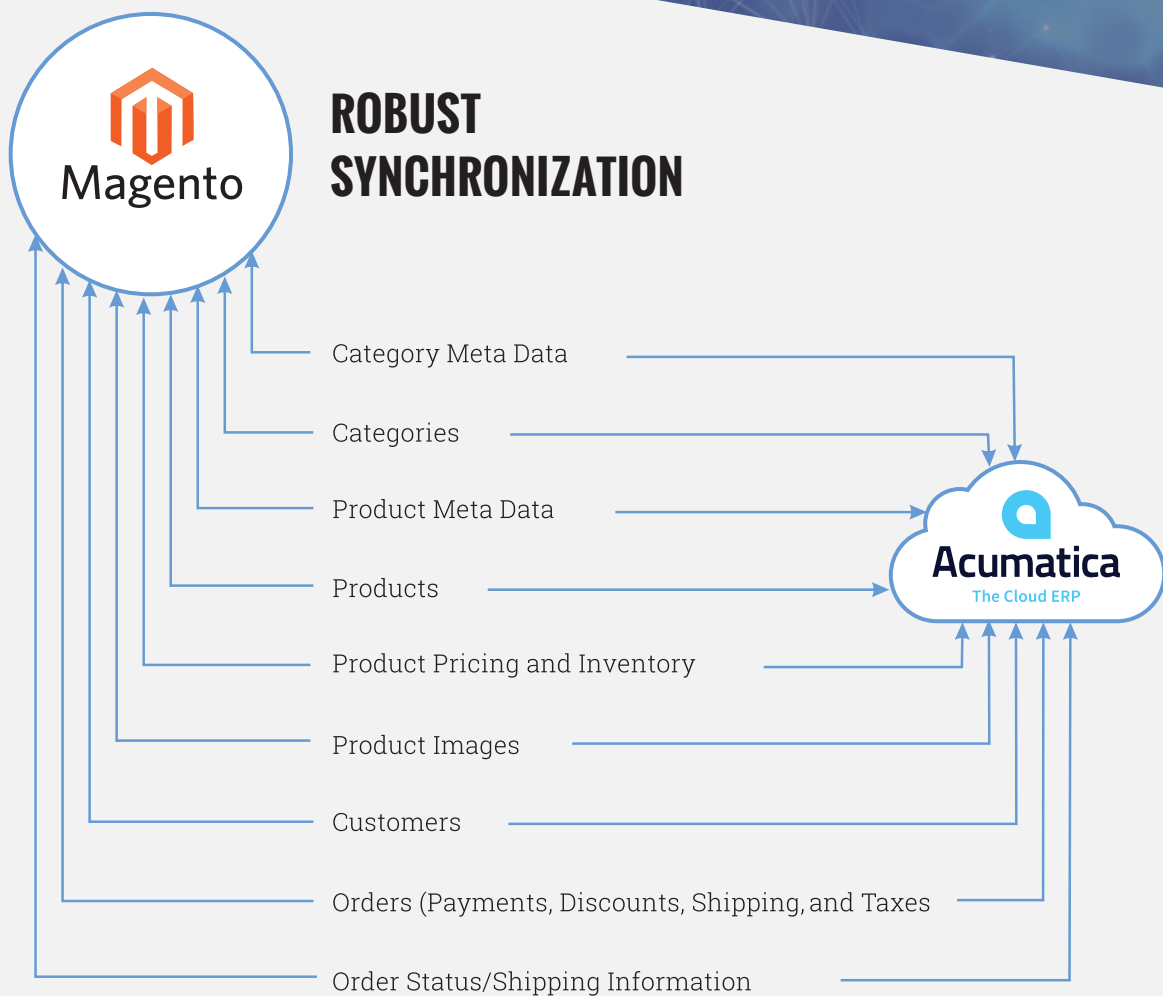 Magento
ROBUST
SYNCHRONIZATION
Category Meta Data
Categories
Product Meta Data
Products
Product Pricing and Inventory
Product Images
Customers
Orders (Payments, Discounts, Shipping, and Taxes
Order Status/Shipping Information
Acumatica
The Cloud ERP